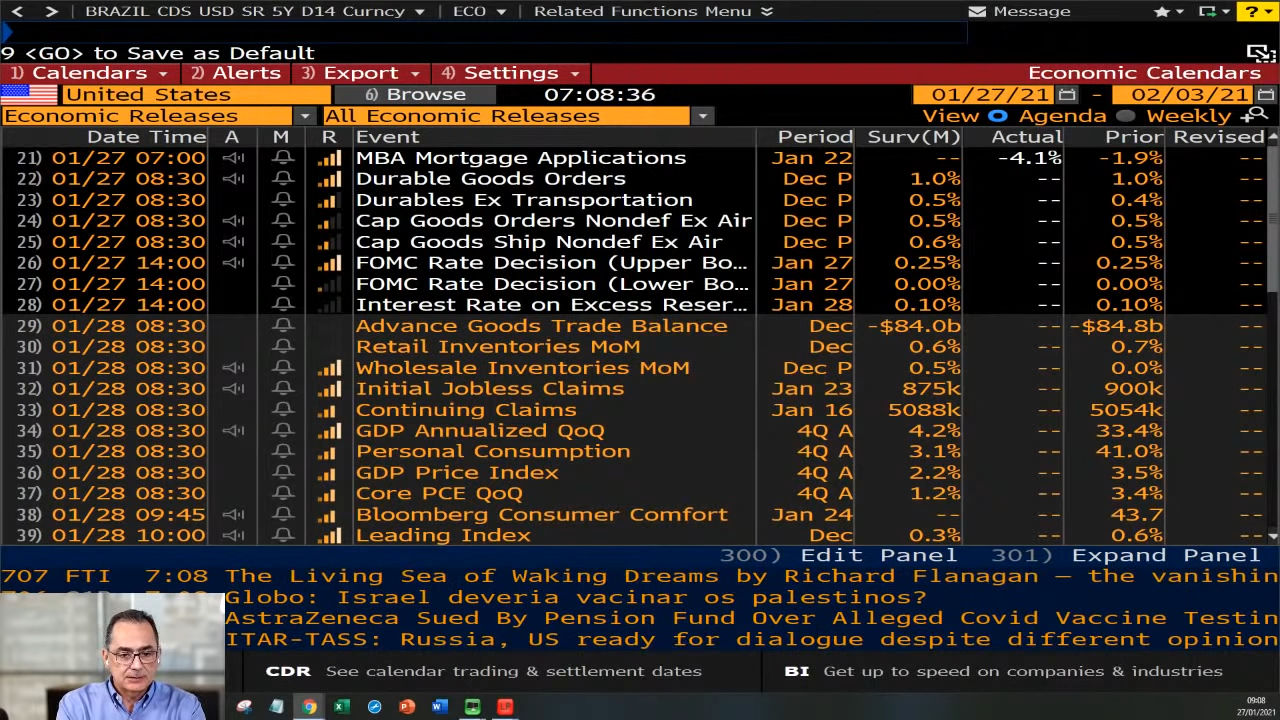 BRAZIL CDS USD SR 5Y D14 Curncy ECO Related Functions Menu Message ?
9 <GO> to Save as Default
1) Calendars 2) Alerts 3) Export 4) Settings Economic Calendars
United States 6) Browse 07:08:36 01/27/21 - 02/03/21
Economic Releases All Economic Releases View Agenda Weekly
Date Time A M R Event Period Surv(M) Actual Prior Revised
21) 01/27 07:00 MBA Mortgage Applications Jan 22 -- -4.1% -1.9% --
22) 01/27 08:30 Durable Goods Orders Dec P 1.0% -- 1.0% --
23) 01/27 08:30 Durables Ex Transportation Dec P 0.5% -- 0.4% --
24) 01/27 08:30 Cap Goods Orders Nondef Ex Air Dec P 0.5% -- 0.5% --
25) 01/27 08:30 Cap Goods Ship Nondef Ex Air Dec P 0.6% -- 0.5% --
26) 01/27 14:00 FOMC Rate Decision (Upper Bo... Jan 27 0.25% -- 0.25% --
27) 01/27 14:00 FOMC Rate Decision (Lower Bo... Jan 27 0.00% -- 0.00% --
28) 01/27 14:00 Interest Rate on Excess Reser... Jan 28 0.10% -- 0.10% --
29) 01/28 08:30 Advance Goods Trade Balance Dec -$84.0b -- -$84.8b --
30) 01/28 08:30 Retail Inventories MoM Dec 0.6% -- 0.7% --
31) 01/28 08:30 Wholesale Inventories MoM Dec P 0.5% -- 0.0% --
32) 01/28 08:30 Initial Jobless Claims Jan 23 875k -- 900k --
33) 01/28 08:30 Continuing Claims Jan 16 5088k -- 5054k --
34) 01/28 08:30 GDP Annualized QoQ 4Q A 4.2% -- 33.4% --
35) 01/28 08:30 Personal Consumption 4Q A 3.1% -- 41.0% --
36) 01/28 08:30 GDP Price Index 4Q A 2.2% -- 3.5% --
37) 01/28 08:30 Core PCE QoQ 4Q A 1.2% -- 3.4% --
38) 01/28 09:45 Bloomberg Consumer Comfort Jan 24 -- -- 43.7 --
39) 01/28 10:00 Leading Index Dec 0.3% -- 0.6% --
300) Edit Panel 301) Expand Panel
707 FTI 7:08 The Living Sea of Waking Dreams by Richard Flanagan — the vanishin
7:08 Globo: Israel deveria vacinar os palestinos?
AstraZeneca Sued By Pension Fund Over Alleged Covid Vaccine Testin
ITAR-TASS: Russia, US ready for dialogue despite different opinion
CDR See calendar trading & settlement dates BI Get up to speed on companies & industries
09:08
27/01/2021